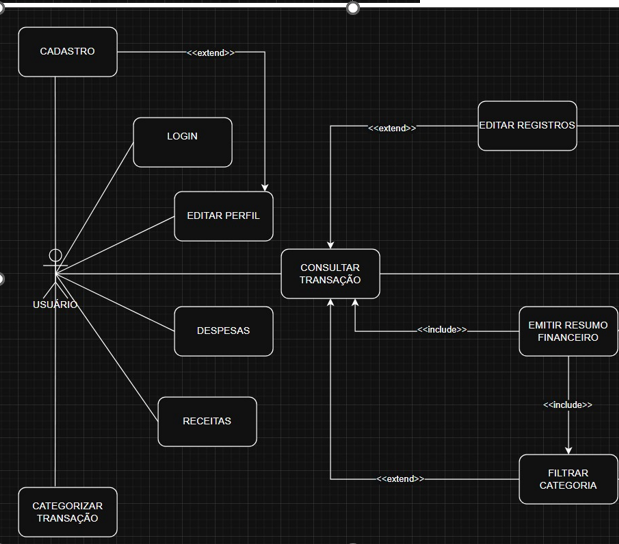 CADASTRO
<<extend>>
LOGIN
EDITAR REGISTROS
<<extend>>
EDITAR PERFIL
CONSULTAR
TRANSAÇÃO
USUÁRIO
DESPESAS
<<include>>
EMITIR RESUMO
FINANCEIRO
<<include>>
RECEITAS
<<extend>>
FILTRAR
CATEGORIA
CATEGORIZAR
TRANSAÇÃO